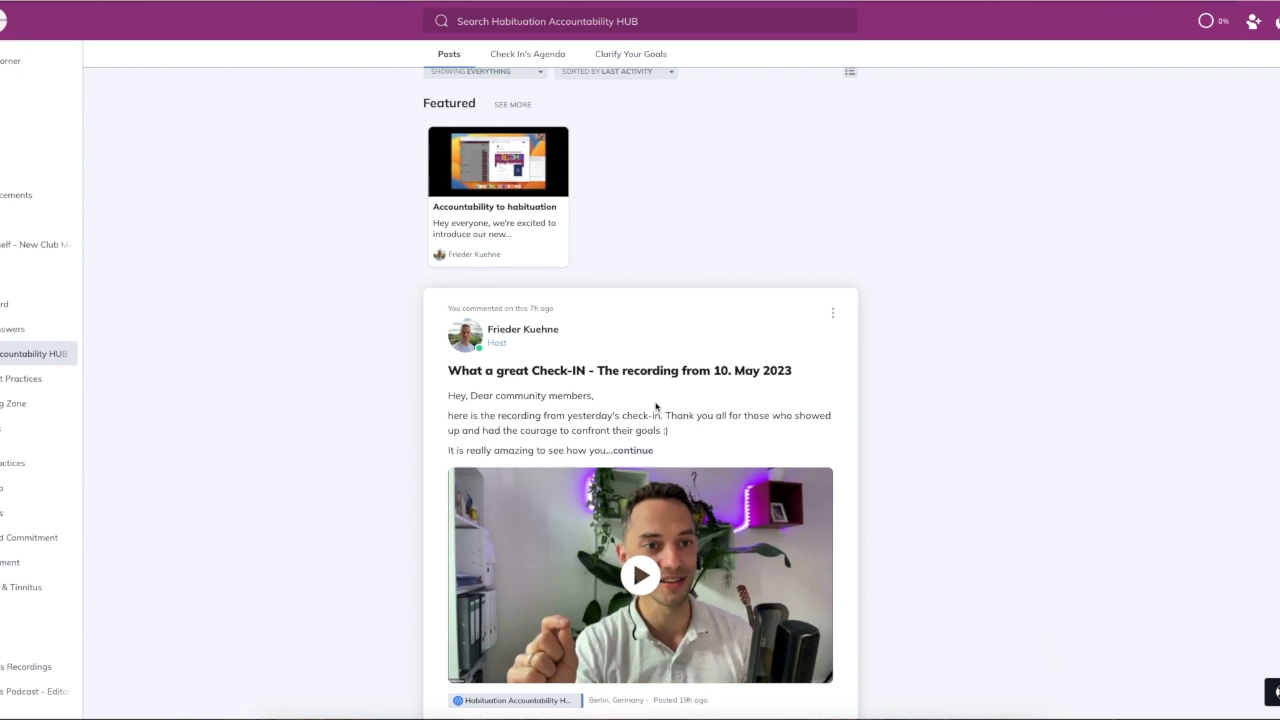 Search Habituation Accountability HUB
0%
Posts
Check In's Agenda
Clarify Your Goals
orner
cements
self - New Club M
rd
swers
ccountability HUB
t Practices
g Zone
s
actices
o
s
d Commitment
ment
& Tinnitus
s Recordings
s Podcast - Editor
SHOWING EVERYTHING
SORTED BY LAST ACTIVITY
Featured
SEE MORE
Accountability to habituation
Hey everyone, we're excited to
introduce our new...
Frieder Kuehne
You commented on this 7h ago
Frieder Kuehne
Host
What a great Check-IN - The recording from 10. May 2023
Hey, Dear community members,
here is the recording from yesterday's check-in. Thank you all for those who showed
up and had the courage to confront their goals :)
It is really amazing to see how you...continue
Habituation Accountability H...
Berlin, Germany -
Posted 19h ago